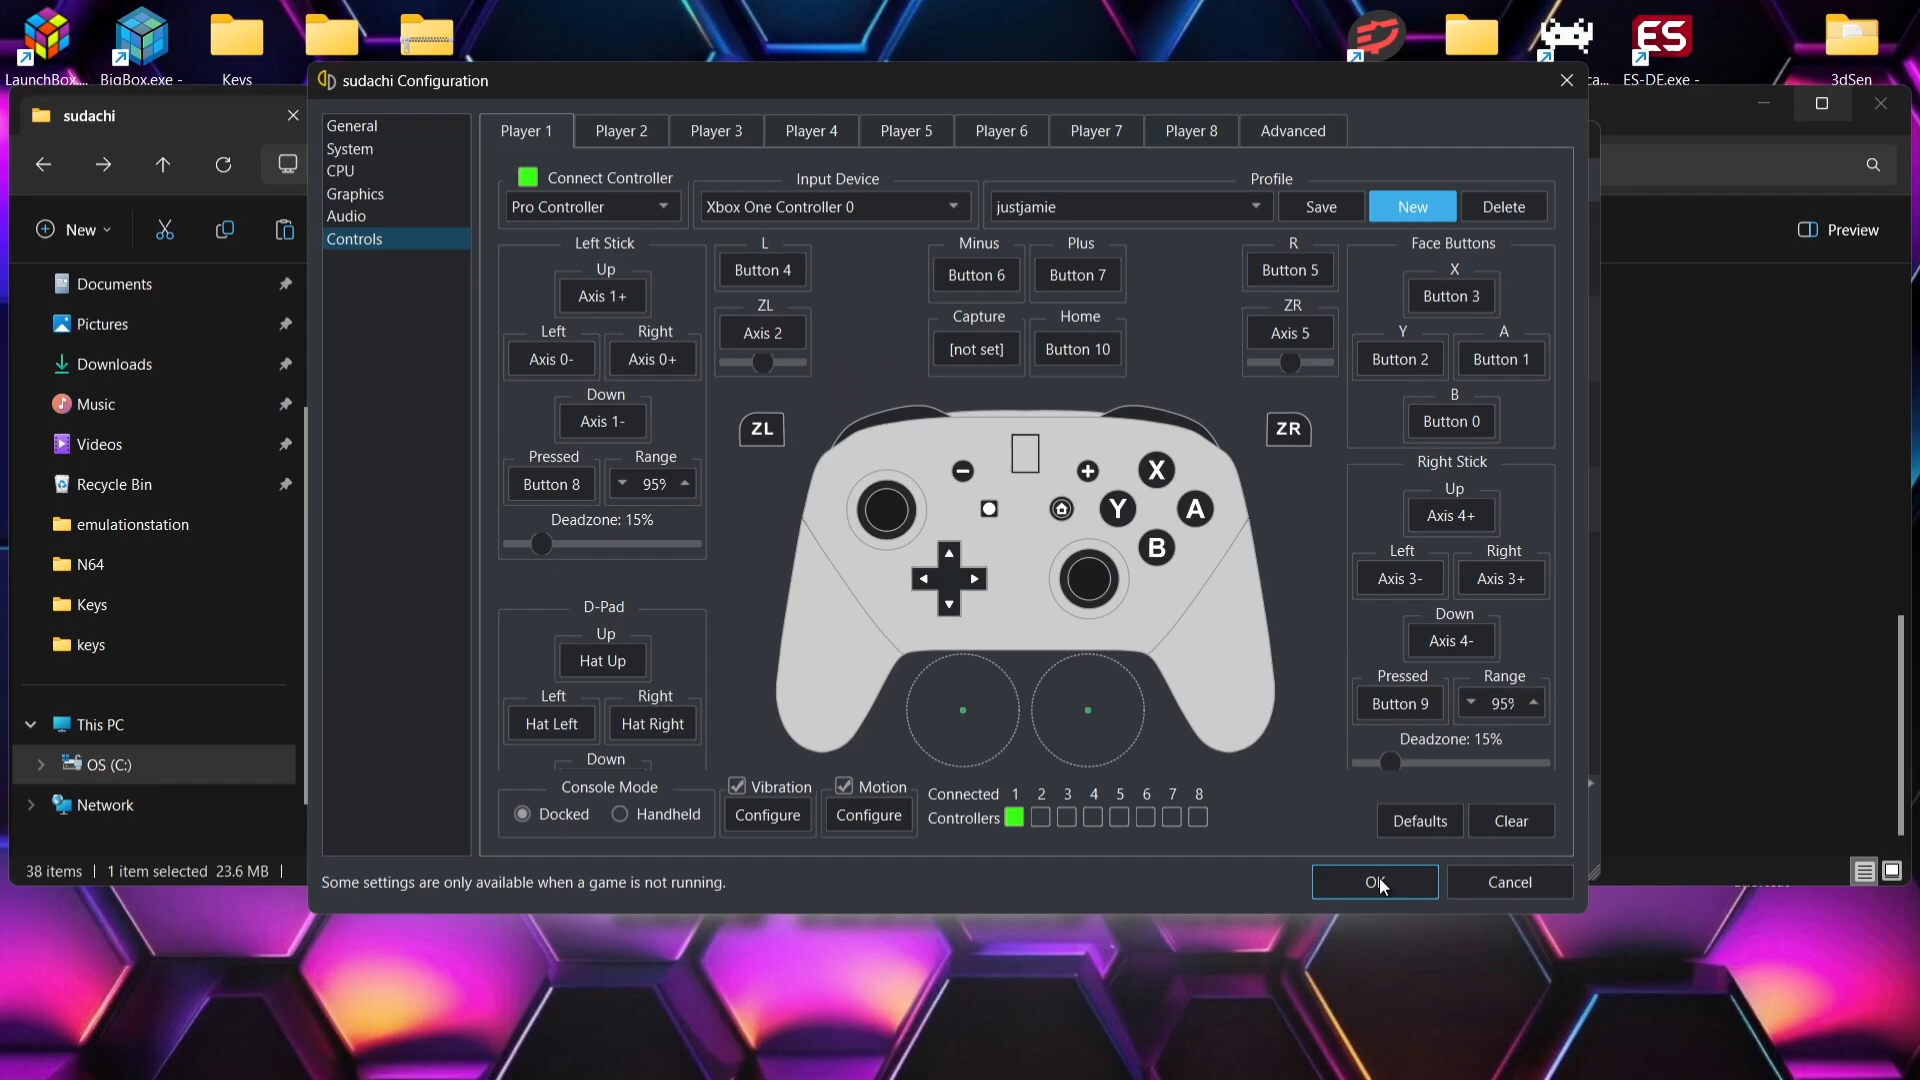 ES
LaunchBox...
BigBox.exe -
Keys
ES-DE.exe -
3dSen
sudachi
New
Preview
Documents
Pictures
Downloads
Music
Videos
Recycle Bin
emulationstation
N64
Keys
keys
This PC
OS (C:)
Network
38 items
1 item selected 23.6 MB
sudachi Configuration
General
System
CPU
Graphics
Audio
Controls
Player 1
Player 2
Player 3
Player 4
Player 5
Player 6
Player 7
Player 8
Advanced
Connect Controller
Input Device
Profile
Pro Controller
Xbox One Controller 0
justjamie
Save
New
Delete
Left Stick
Up
Axis 1+
Left
Right
Axis 0-
Axis 0+
Down
Axis 1-
Pressed
Range
Button 8
95%
Deadzone: 15%
D-Pad
Up
Hat Up
Left
Right
Hat Left
Hat Right
Down
L
Button 4
ZL
Axis 2
Minus
Plus
Button 6
Button 7
Capture
Home
[not set]
Button 10
R
Button 5
ZR
Axis 5
ZL
ZR
X
Y
A
B
Face Buttons
X
Button 3
Y
A
Button 2
Button 1
B
Button 0
Right Stick
Up
Axis 4+
Left
Right
Axis 3-
Axis 3+
Down
Axis 4-
Pressed
Range
Button 9
95%
Deadzone: 15%
Console Mode
Docked
Handheld
Vibration
Configure
Motion
Configure
Connected 1 2 3 4 5 6 7 8
Controllers
Defaults
Clear
Some settings are only available when a game is not running.
OK
Cancel